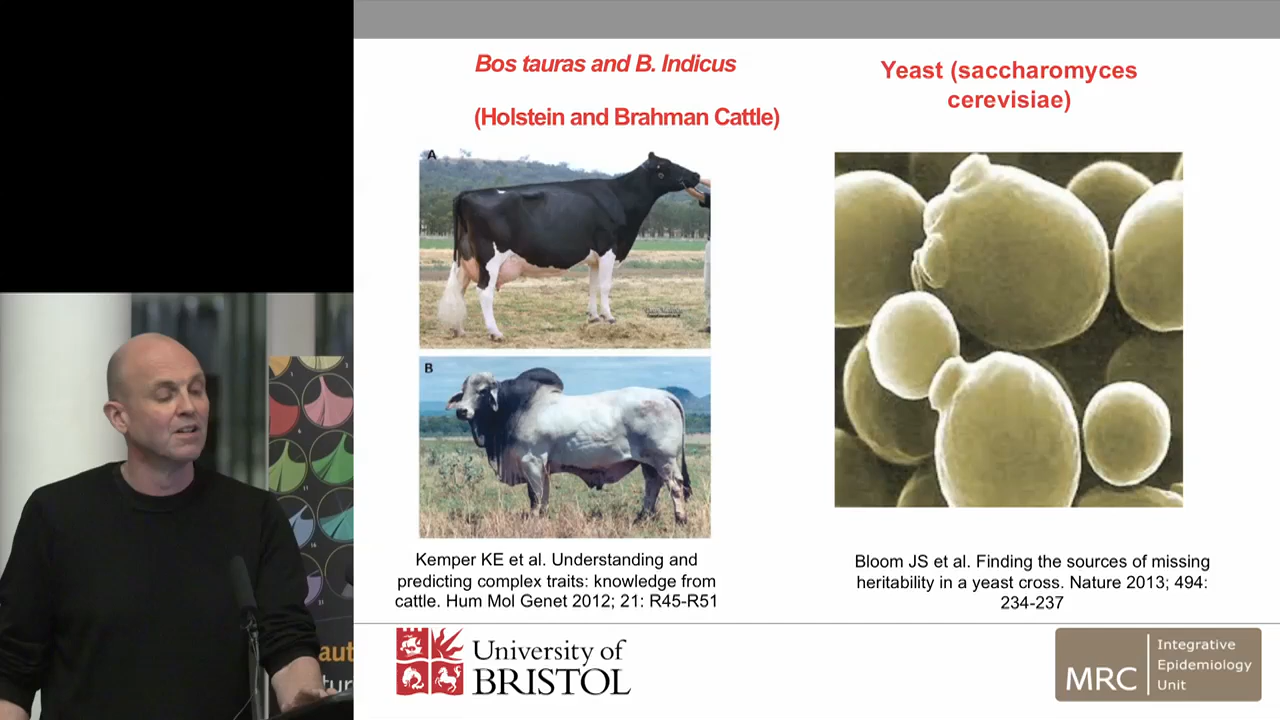 Bos tauras and B. Indicus
(Holstein and Brahman Cattle)
Yeast (saccharomyces
cerevisiae)
A
B
Kemper KE et al. Understanding and
predicting complex traits: knowledge from
cattle. Hum Mol Genet 2012; 21: R45-R51
Bloom JS et al. Finding the sources of missing
heritability in a yeast cross. Nature 2013; 494:
234-237
University of
BRISTOL
MRC
Integrative
Epidemiology
Unit